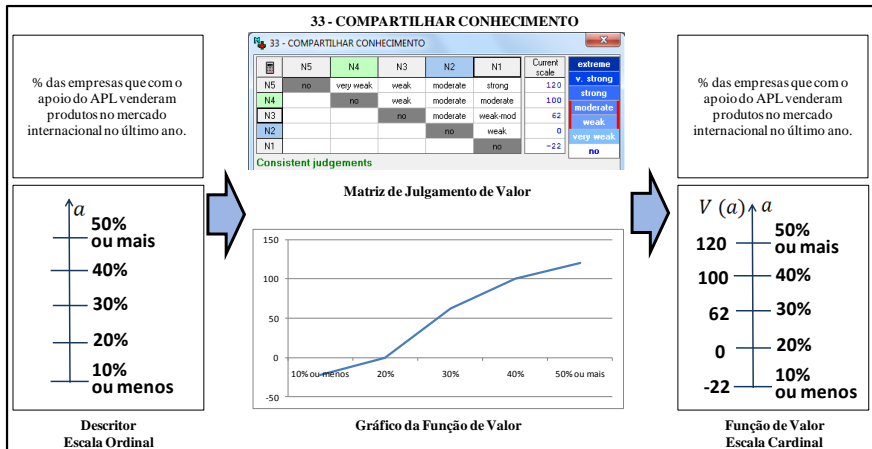 33 - COMPARTILHAR CONHECIMENTO
% das empresas que com o
apoio do APL venderam
produtos no mercado
internacional no último ano.
a
50%
ou mais
40%
30%
20%
10%
ou menos
Descritor
Escala Ordinal
33 - COMPARTILHAR CONHECIMENTO
N5 N4 N3 N2 N1 Current scale
N5 no very weak weak moderate strong 120
N4 no weak moderate moderate 100
N3 no moderate weak-mod 62
N2 no weak 0
N1 no -22
extreme
v. strong
strong
moderate
weak
very weak
no
Consistent judgements
Matriz de Julgamento de Valor
150
100
50
0
-50
10% ou menos 20% 30% 40% 50% ou mais
Gráfico da Função de Valor
% das empresas que com o
apoio do APL venderam
produtos no mercado
internacional no último ano.
V (a) a
120 50%
ou mais
100 40%
62 30%
0 20%
-22 10%
ou menos
Função de Valor
Escala Cardinal